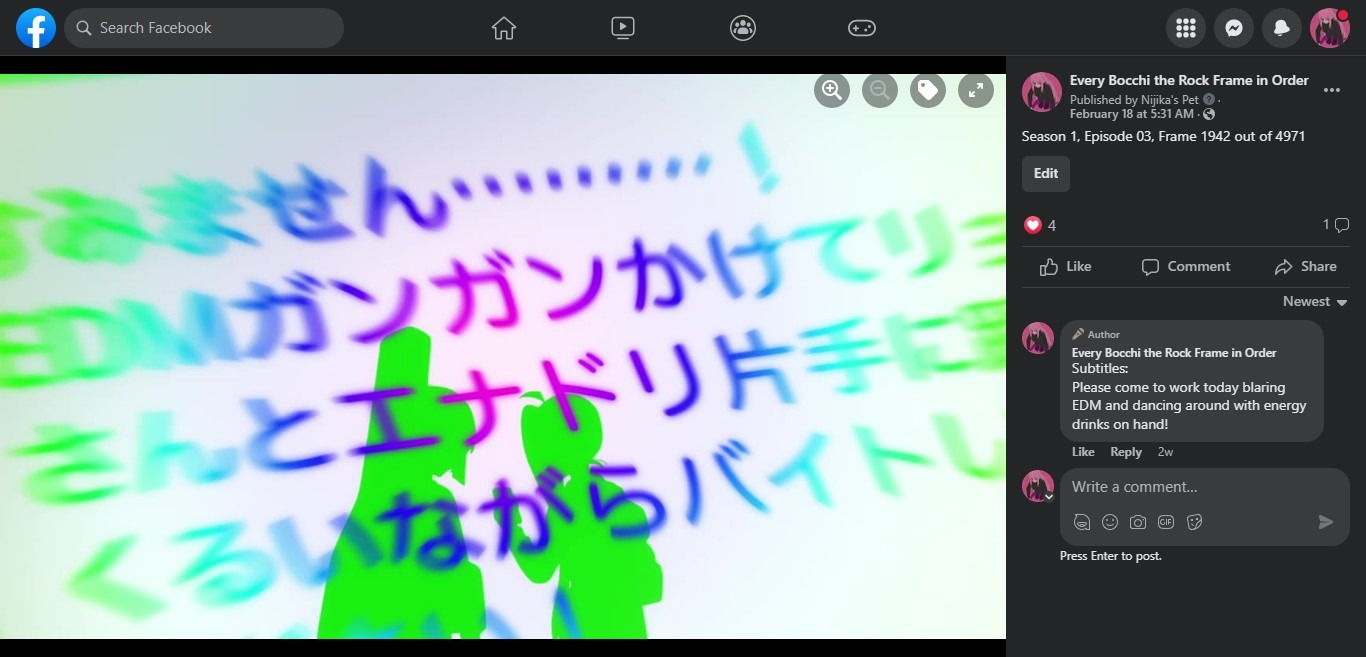 Search Facebook
ません…………！
EDMガンガンかけてリョ
さんとエナドリ片手に
くるいながらバイトし
Every Bocchi the Rock Frame in Order
Published by Nijika's Pet ·
February 18 at 5:31 AM ·
Season 1, Episode 03, Frame 1942 out of 4971
Edit
4
1
Like Comment Share
Newest
Author
Every Bocchi the Rock Frame in Order
Subtitles:
Please come to work today blaring
EDM and dancing around with energy
drinks on hand!
Like Reply 2w
Write a comment…
GIF
Press Enter to post.